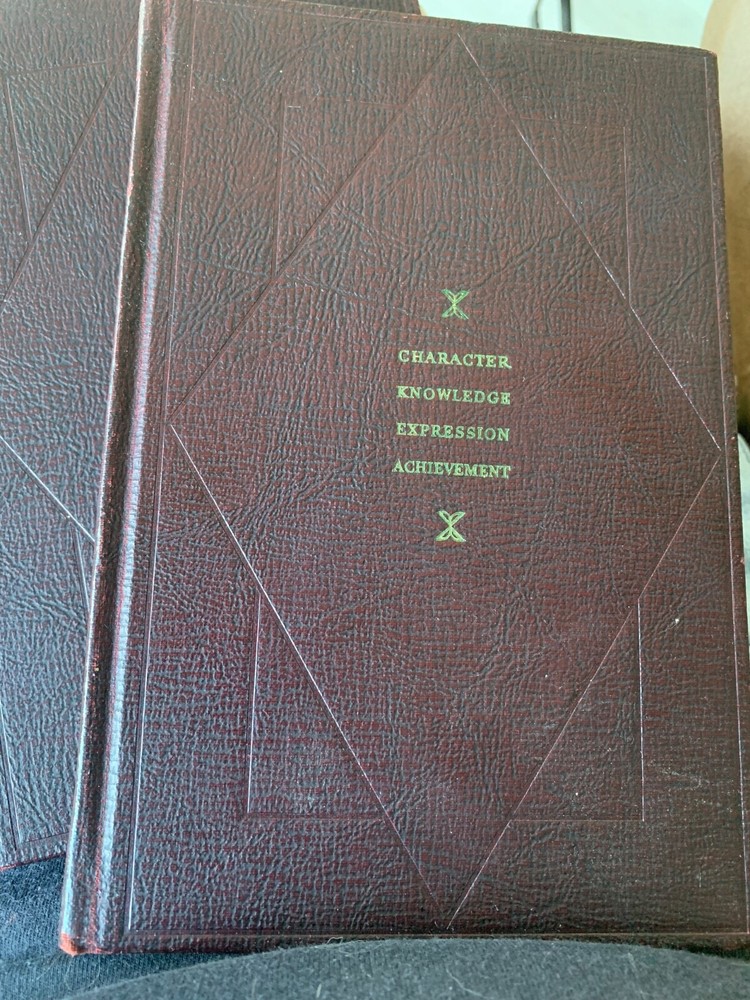 CHARACTER
KNOWLEDGE
EXPRESSION
ACHIEVEMENT